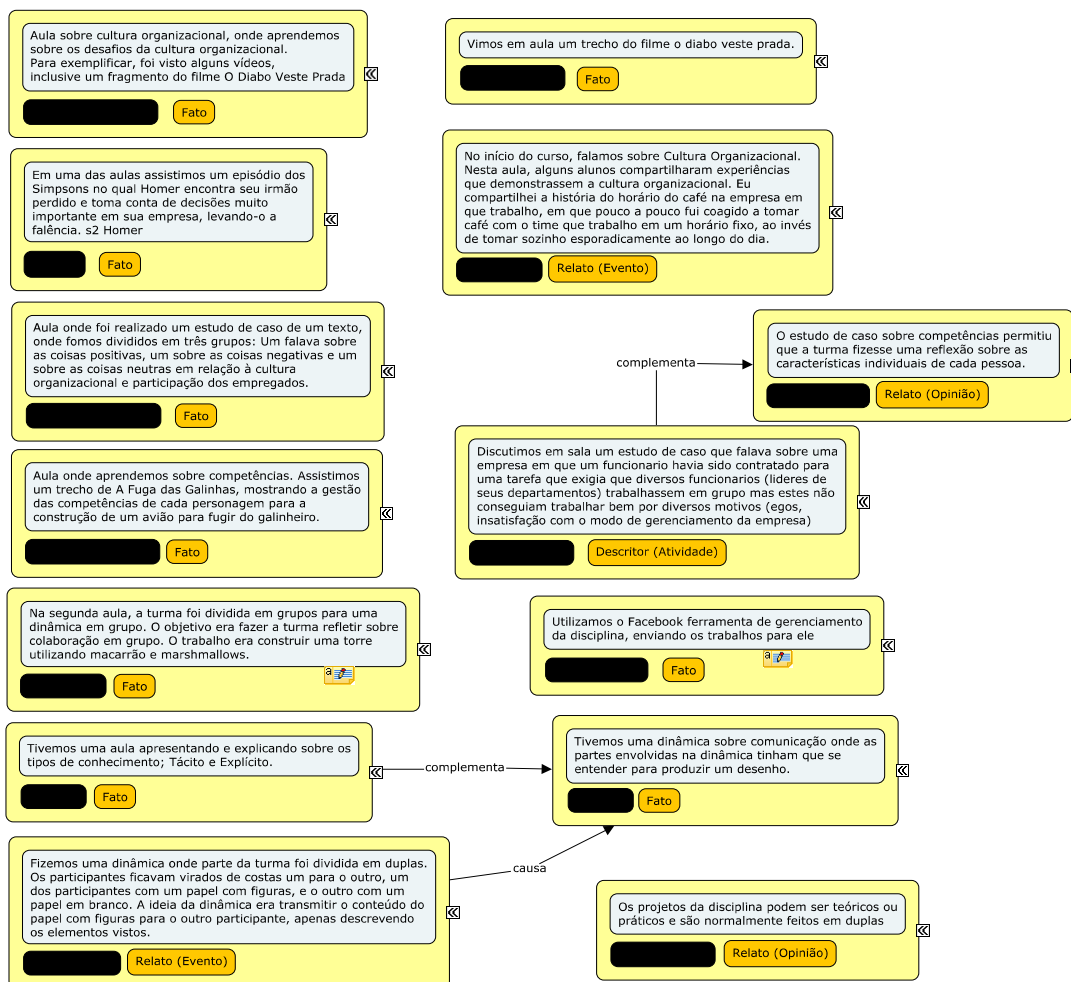 Aula sobre cultura organizacional, onde aprendemos
sobre os desafios da cultura organizacional.
Para exemplificar, foi visto alguns vídeos,
inclusive um fragmento do filme O Diabo Veste Prada
Fato
Vimos em aula um trecho do filme o diabo veste prada.
Fato
Em uma das aulas assistimos um episódio dos
Simpsons no qual Homer encontra seu irmão
perdido e toma conta de decisões muito
importante em sua empresa, levando-o a
falência. s2 Homer
Fato
No início do curso, falamos sobre Cultura Organizacional.
Nesta aula, alguns alunos compartilharam experiências
que demonstrassem a cultura organizacional. Eu
compartilhei a história do horário do café na empresa em
que trabalho, em que pouco a pouco fui coagido a tomar
café com o time que trabalho em um horário fixo, ao invés
de tomar sozinho esporadicamente ao longo do dia.
Relato (Evento)
Aula onde foi realizado um estudo de caso de um texto,
onde fomos divididos em três grupos: Um falava sobre
as coisas positivas, um sobre as coisas negativas e um
sobre as coisas neutras em relação à cultura
organizacional e participação dos empregados.
Fato
O estudo de caso sobre competências permitiu
que a turma fizesse uma reflexão sobre as
características individuais de cada pessoa.
Relato (Opinião)
complementa
Aula onde aprendemos sobre competências. Assistimos
um trecho de A Fuga das Galinhas, mostrando a gestão
das competências de cada personagem para a
construção de um avião para fugir do galinheiro.
Fato
Discutimos em sala um estudo de caso que falava sobre uma
empresa em que um funcionario havia sido contratado para
uma tarefa que exigia que diversos funcionarios (lideres de
seus departamentos) trabalhassem em grupo mas estes não
conseguiam trabalhar bem por diversos motivos (egos,
insatisfação com o modo de gerenciamento da empresa)
Descritor (Atividade)
Na segunda aula, a turma foi dividida em grupos para uma
dinâmica em grupo. O objetivo era fazer a turma refletir sobre
colaboração em grupo. O trabalho era construir uma torre
utilizando macarrão e marshmallows.
a
Fato
Utilizamos o Facebook ferramenta de gerenciamento
da disciplina, enviando os trabalhos para ele
a
Fato
Tivemos uma aula apresentando e explicando sobre os
tipos de conhecimento; Tácito e Explícito.
Fato
complementa
Tivemos uma dinâmica sobre comunicação onde as
partes envolvidas na dinâmica tinham que se
entender para produzir um desenho.
Fato
Fizemos uma dinâmica onde parte da turma foi dividida em duplas.
Os participantes ficavam virados de costas um para o outro, um
dos participantes com um papel com figuras, e o outro com um
papel em branco. A ideia da dinâmica era transmitir o conteúdo do
papel com figuras para o outro participante, apenas descrevendo
os elementos vistos.
Relato (Evento)
causa
Os projetos da disciplina podem ser teóricos ou
práticos e são normalmente feitos em duplas
Relato (Opinião)